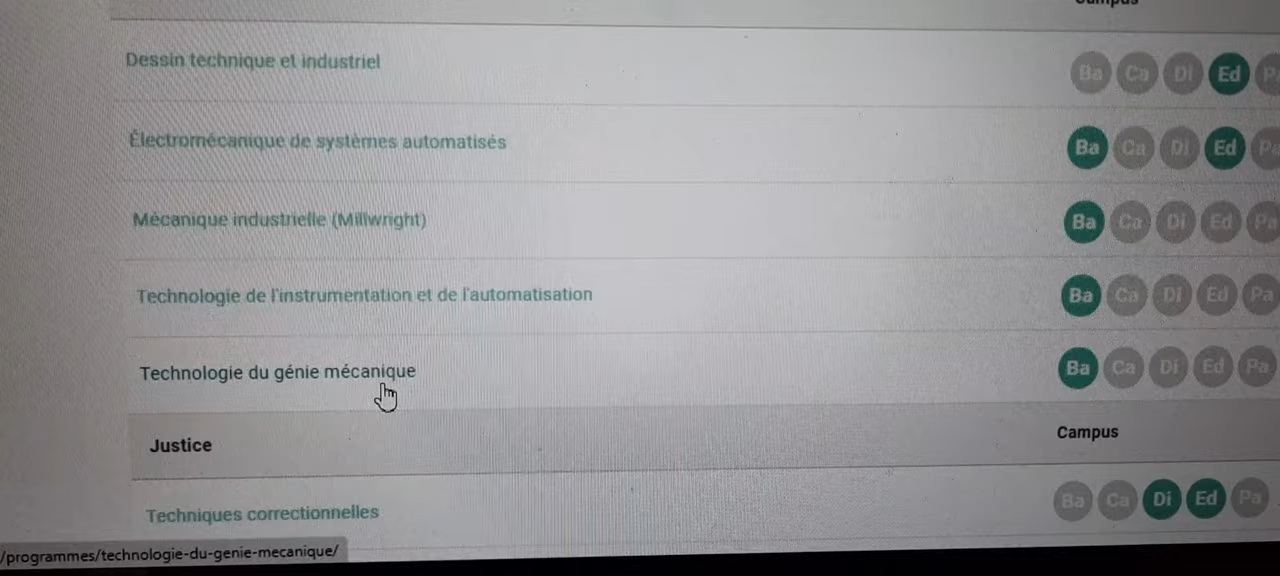 Campus
Dessin technique et industriel Ba Ca Di Ed
Électromécanique de systèmes automatisés Ba Ca Di Ed Pa
Mécanique industrielle (Millwright) Ba Ca Di Ed Pa
Technologie de l'instrumentation et de l'automatisation Ba Ca Di Ed Pa
Technologie du génie mécanique Ba Ca Di Ed Pa
Justice Campus
Techniques correctionnelles Ba Ca Di Ed Pa
/programmes/technologie-du-genie-mecanique/